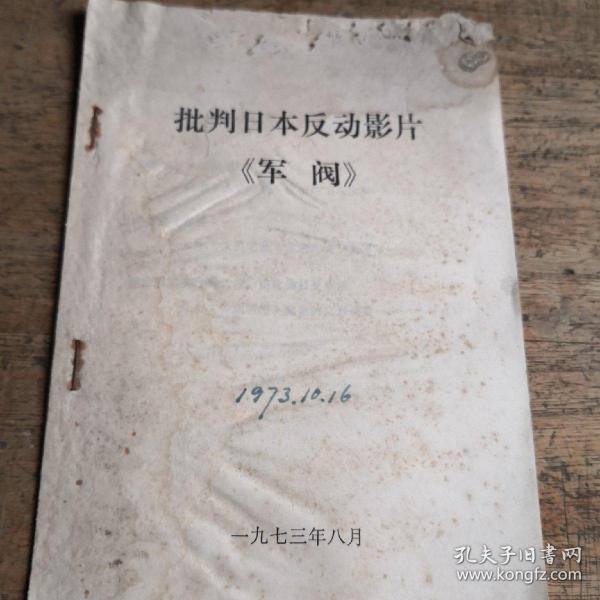 批判日本反动影片
《军 阀》
1973.10.16
一九七三年八月
孔夫子旧书网
www.kongfz.com